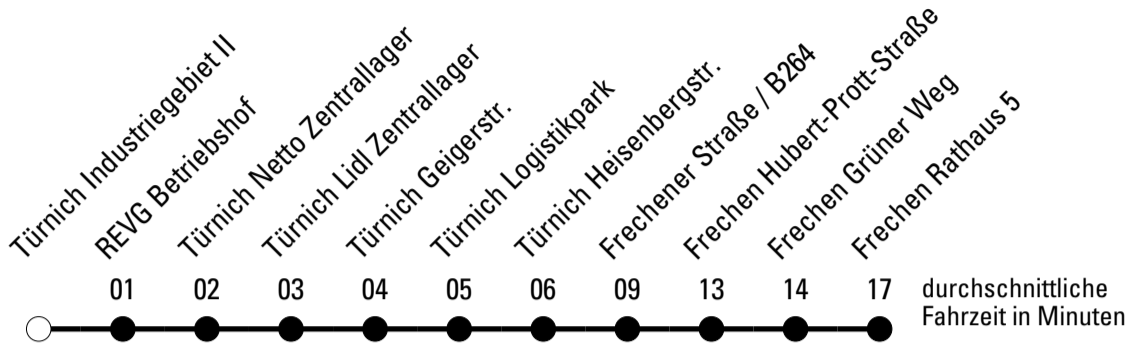 Türnich Industriegebiet II
REVG Betriebshof
Türnich Netto Zentrallager
Türnich Lidl Zentrallager
Türnich Geigerstr.
Türnich Logistikpark
Türnich Heisenbergstr.
Frechener Straße / B264
Frechen Hubert-Prott-Straße
Frechen Grüner Weg
Frechen Rathaus 5
01 02 03 04 05 06 09 13 14 17
durchschnittliche
Fahrzeit in Minuten